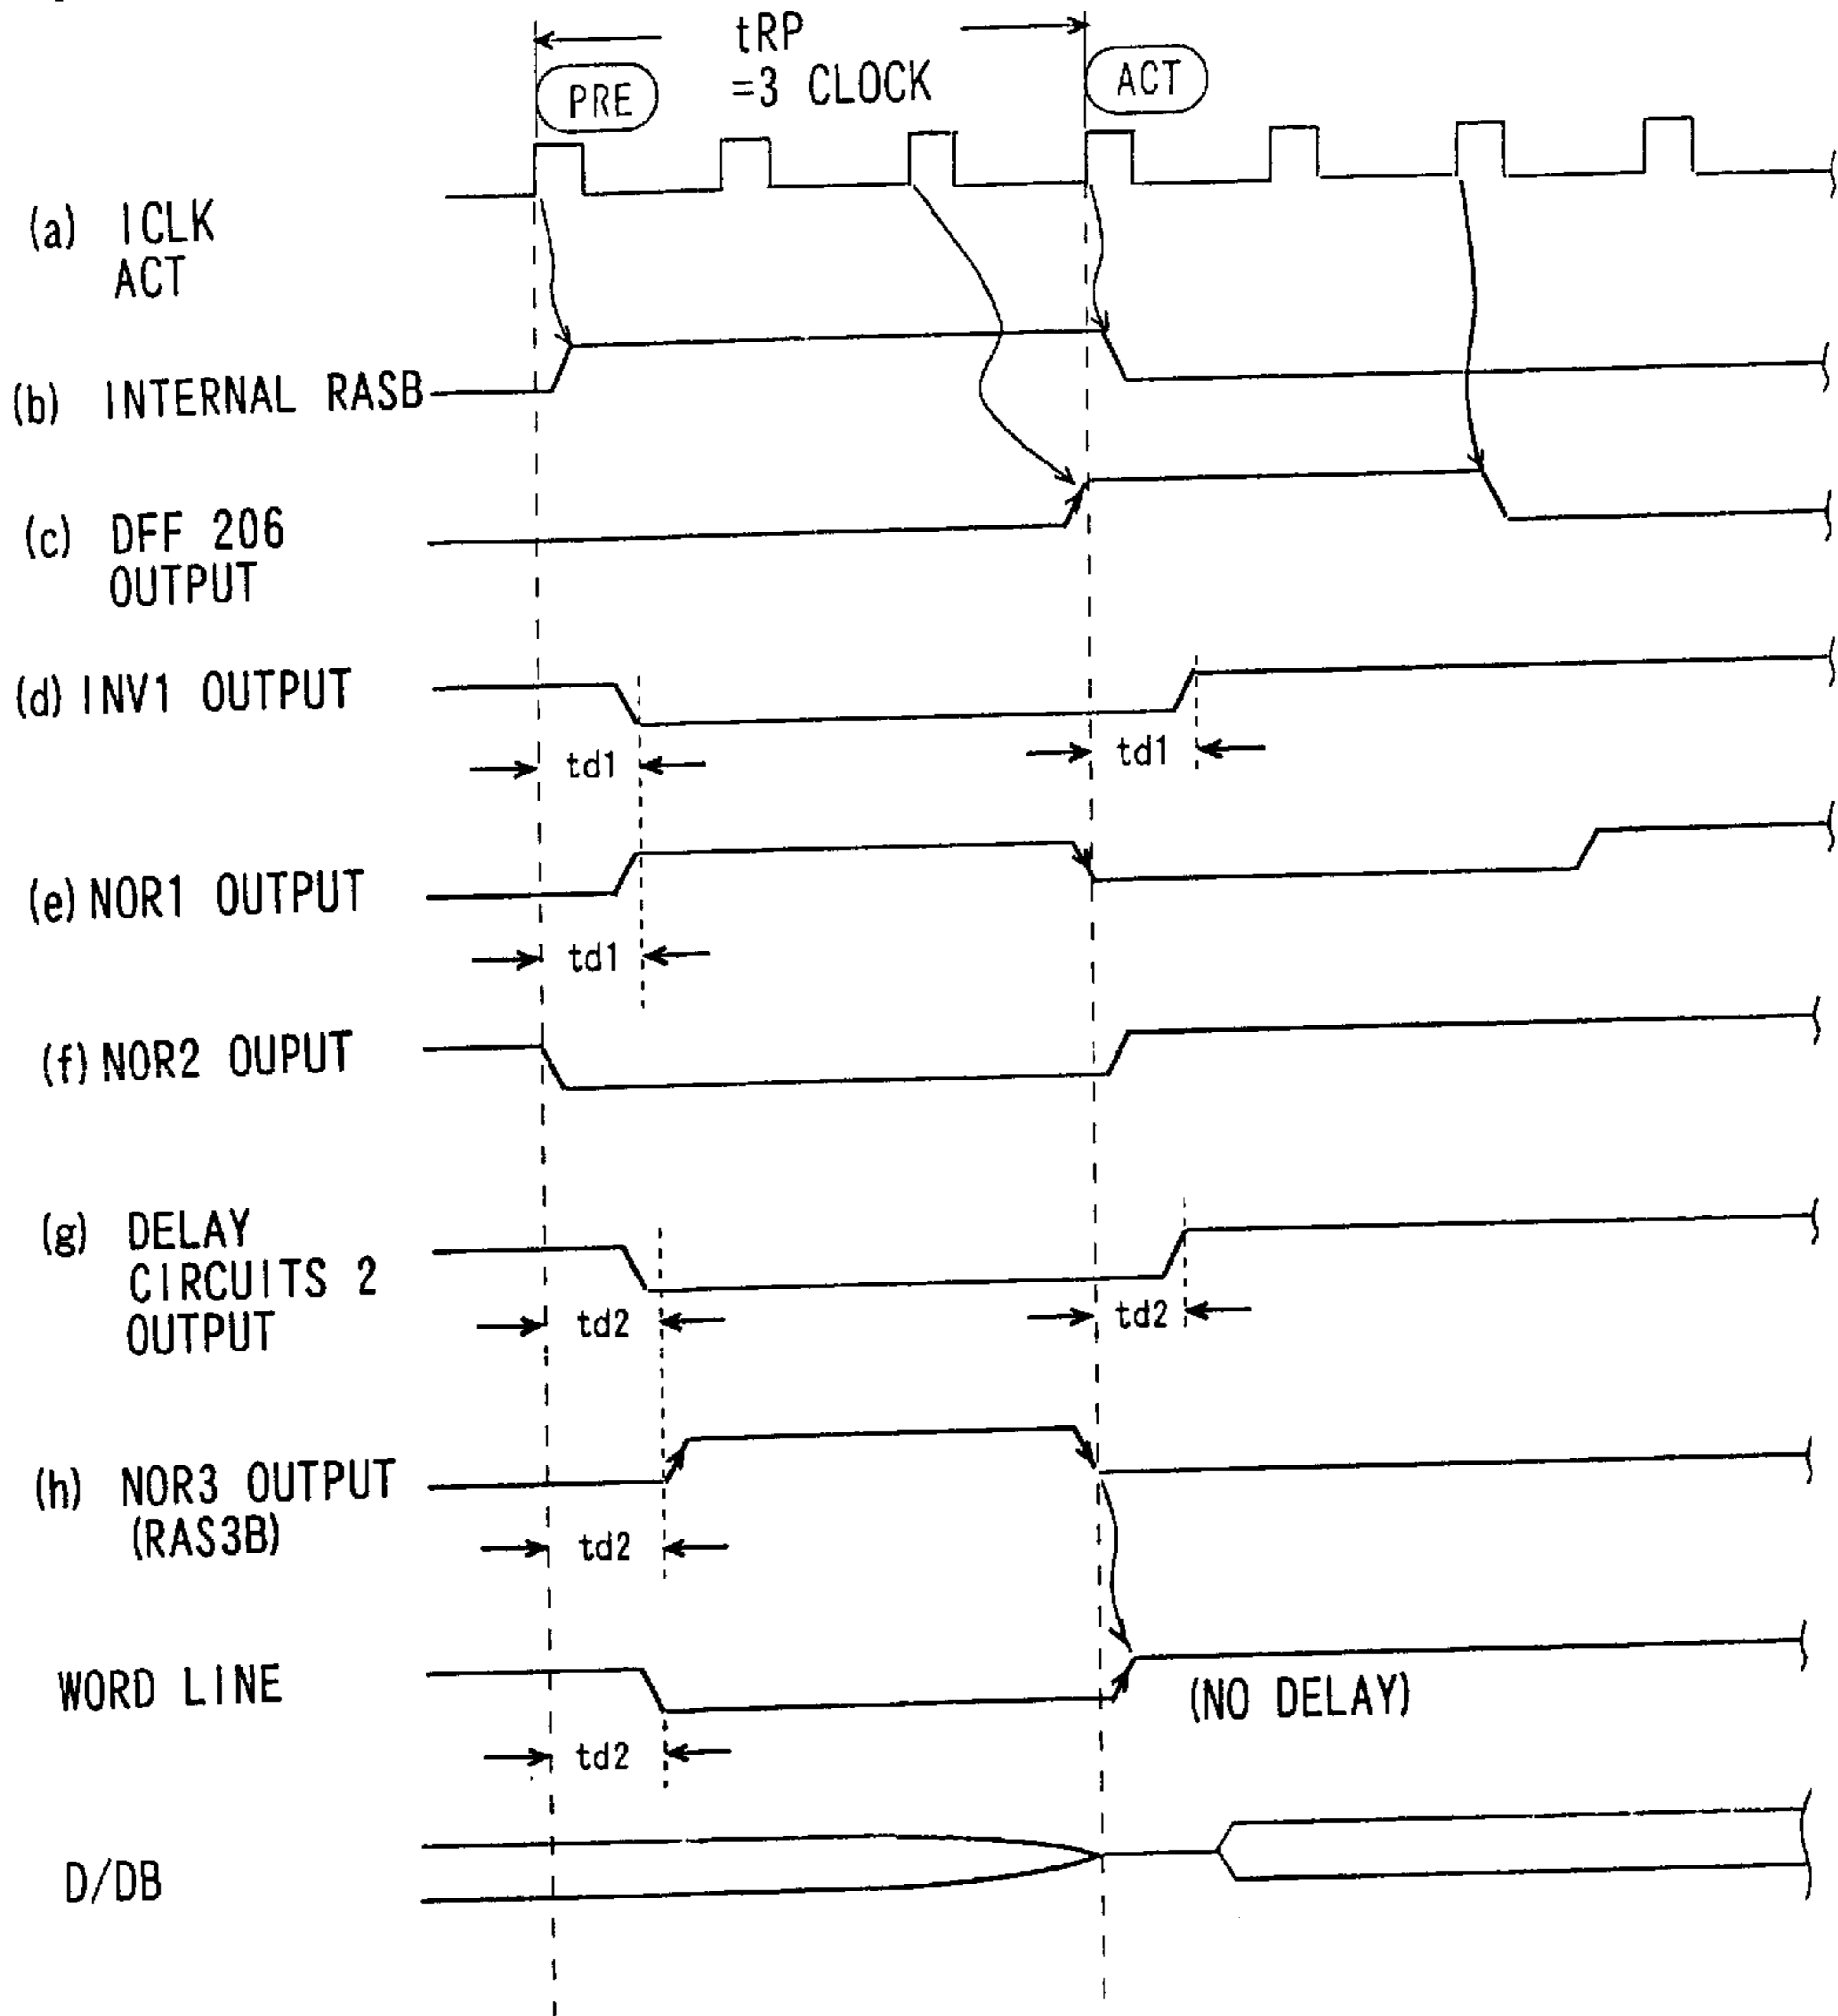 tRP
=3 CLOCK
PRE
ACT
(a) ICLK
ACT
(b) INTERNAL RASB
(c) DFF 206
OUTPUT
(d) INV1 OUTPUT
td1
td1
(e) NOR1 OUTPUT
td1
(f) NOR2 OUPUT
(g) DELAY
CIRCUITS 2
OUTPUT
td2
td2
(h) NOR3 OUTPUT
(RAS3B)
td2
WORD LINE
(NO DELAY)
td2
D/DB